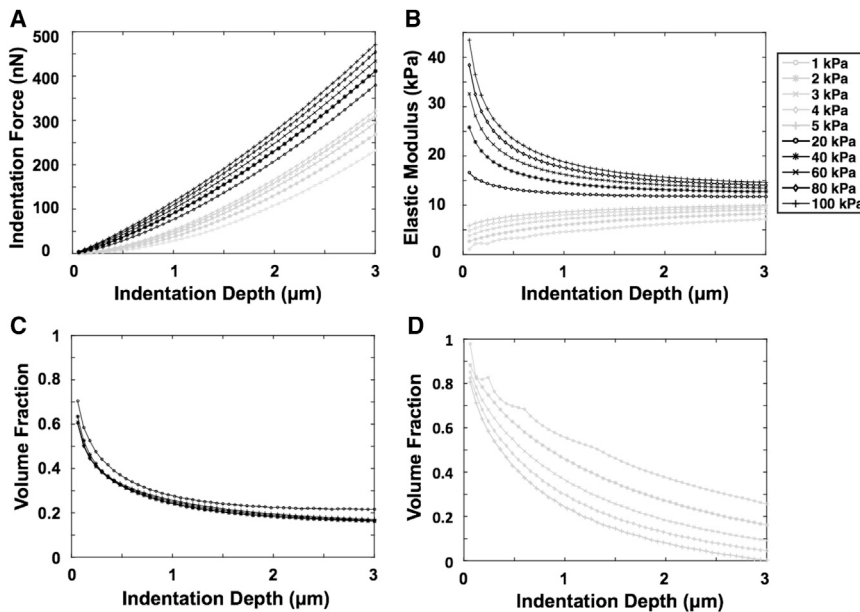 A
Indentation Force (nN)
500
400
300
200
100
0
0
1
2
3
Indentation Depth (μm)
B
Elastic Modulus (kPa)
40
30
20
10
0
0
1
2
3
Indentation Depth (μm)
1 kPa
2 kPa
3 kPa
4 kPa
5 kPa
20 kPa
40 kPa
60 kPa
80 kPa
100 kPa
C
Volume Fraction
1
0.8
0.6
0.4
0.2
0
0
1
2
3
Indentation Depth (μm)
D
Volume Fraction
1
0.8
0.6
0.4
0.2
0
0
1
2
3
Indentation Depth (μm)